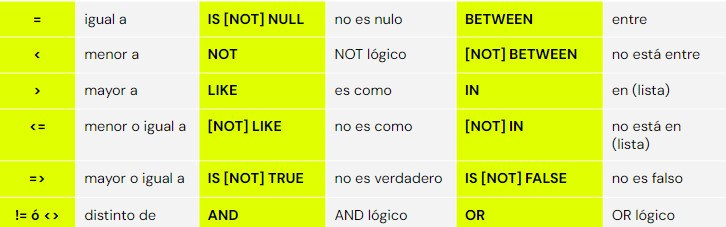 = igual a IS [NOT] NULL no es nulo BETWEEN entre
< menor a NOT NOT lógico [NOT] BETWEEN no está entre
> mayor a LIKE es como IN en (lista)
<= menor o igual a [NOT] LIKE no es como [NOT] IN no está en
(lista)
=> mayor o igual a IS [NOT] TRUE no es verdadero IS [NOT] FALSE no es falso
!= ó <> distinto de AND AND lógico OR OR lógico